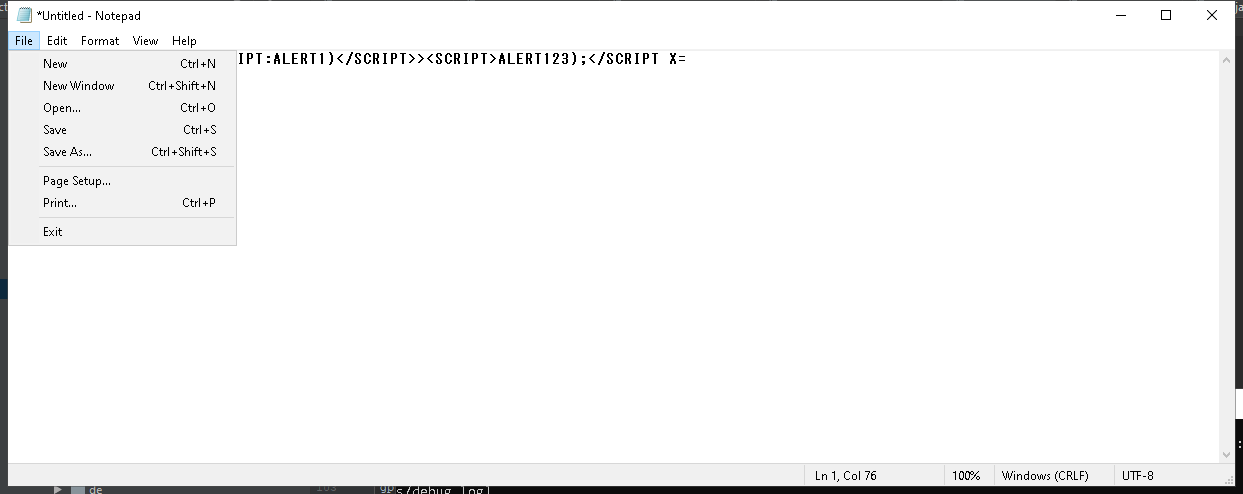 *Untitled - Notepad
File Edit Format View Help
IPT:ALERT1)</SCRIPT>><SCRIPT>ALERT123);</SCRIPT X=
New Ctrl+N
New Window Ctrl+Shift+N
Open... Ctrl+O
Save Ctrl+S
Save As... Ctrl+Shift+S
Page Setup...
Print... Ctrl+P
Exit
Ln 1, Col 76 100% Windows (CRLF) UTF-8
de